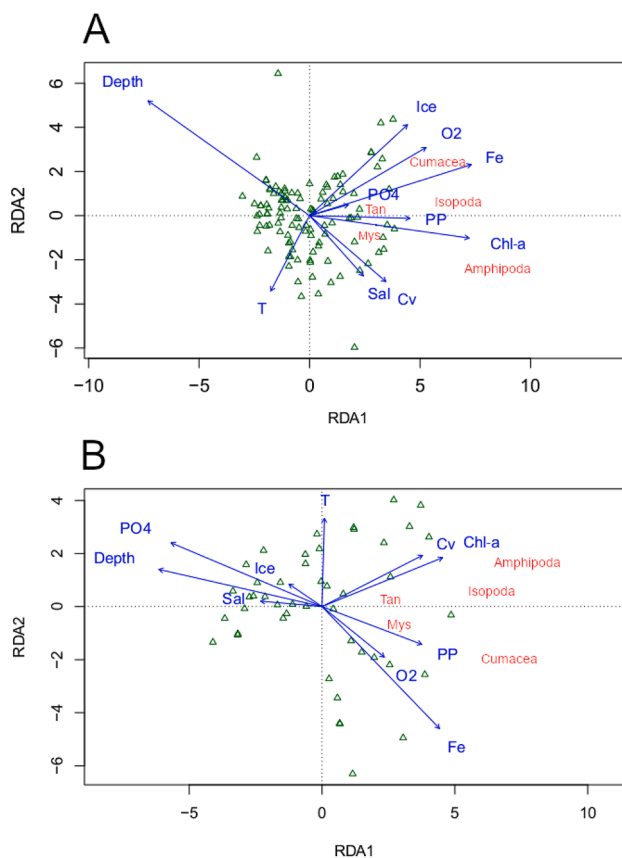 A
Depth
Ice
O2
Fe
Cumacea
PO4
Isopoda
Tan
PP
Mys
Chl-a
Amphipoda
Sal
Cv
T
6
4
2
0
−2
−4
−6
RDA2
−10
−5
0
5
10
RDA1
B
T
PO4
Cv
Chl-a
Depth
Ice
Amphipoda
Isopoda
Sal
Tan
Mys
PP
Cumacea
O2
Fe
4
2
0
−2
−4
−6
RDA2
−5
0
5
10
RDA1